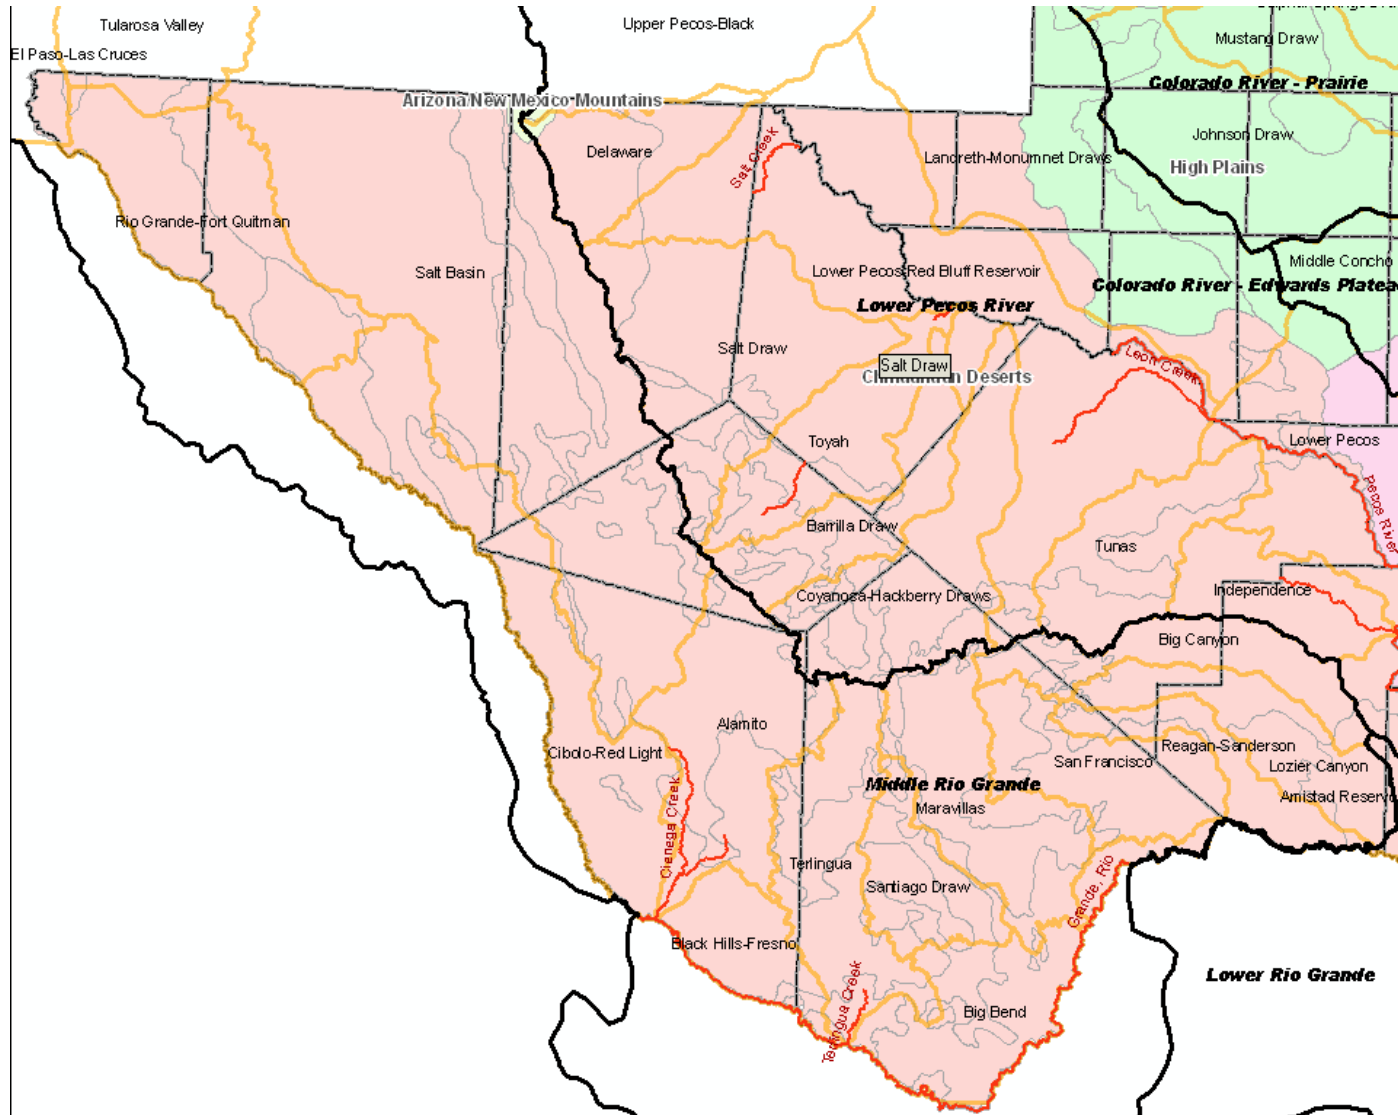 Upper Pecos-Black
Tularosa Valley
El Paso-Las Cruces
Mustang Draw
Colorado River - Prairie
Arizona New Mexico Mountains
Johnson Draw
Delaware
Salt Creek
Lancreth-Monumnet Draws
High Plains
Rio Grande-Fort Quitman
Salt Basin
Lower Pecos-Red Bluff Reservoir
Middle Concho
Colorado River - Edwards Platea
Lower Pecos River
Salt Draw
Salt Draw
Leon Creek
Deserts
Toyah
Lower Pecos
Pecos River
Barrilla Draw
Tunas
Coyanosa-Hackberry Draws
Independence
Big Canyon
Alamito
Cibolo-Red Light
San Francisco
Reagan-Sanderson
Lozier Canyon
Middle Rio Grande
Maravillas
Amistad Reservo
Cienega Creek
Terlingua
Santiago Draw
Grande, Rio
Black Hills-Fresno
Lower Rio Grande
Terlingua Creek
Big Bend